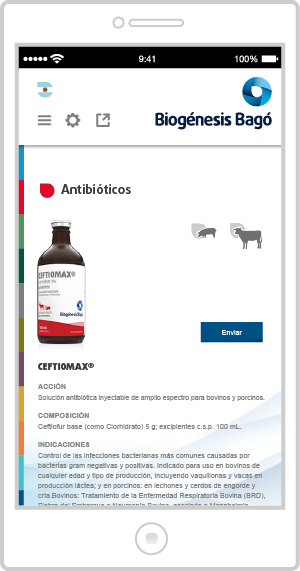 9:41
100%
Biogénesis Bagó
Antibióticos
CEFTIOMAX®
Biogénesis Bagó
Enviar
CEFTIOMAX®
ACCIÓN
Solución antibiótica inyectable de amplio espectro para bovinos y porcinos.
COMPOSICIÓN
Ceftiofur base (como Clorhidrato) 5 g; excipientes c.s.p. 100 mL.
INDICACIONES
Control de las infecciones bacterianas más comunes causadas por
bacterias gram negativas y positivas. Indicado para uso en bovinos de
cualquier edad y tipo de producción, incluyendo vaquillonas y vacas en
producción láctea; y en porcinos: en lechones y cerdos de engorde y
cría.Bovinos: Tratamiento de la Enfermedad Respiratoria Bovina (BRD),